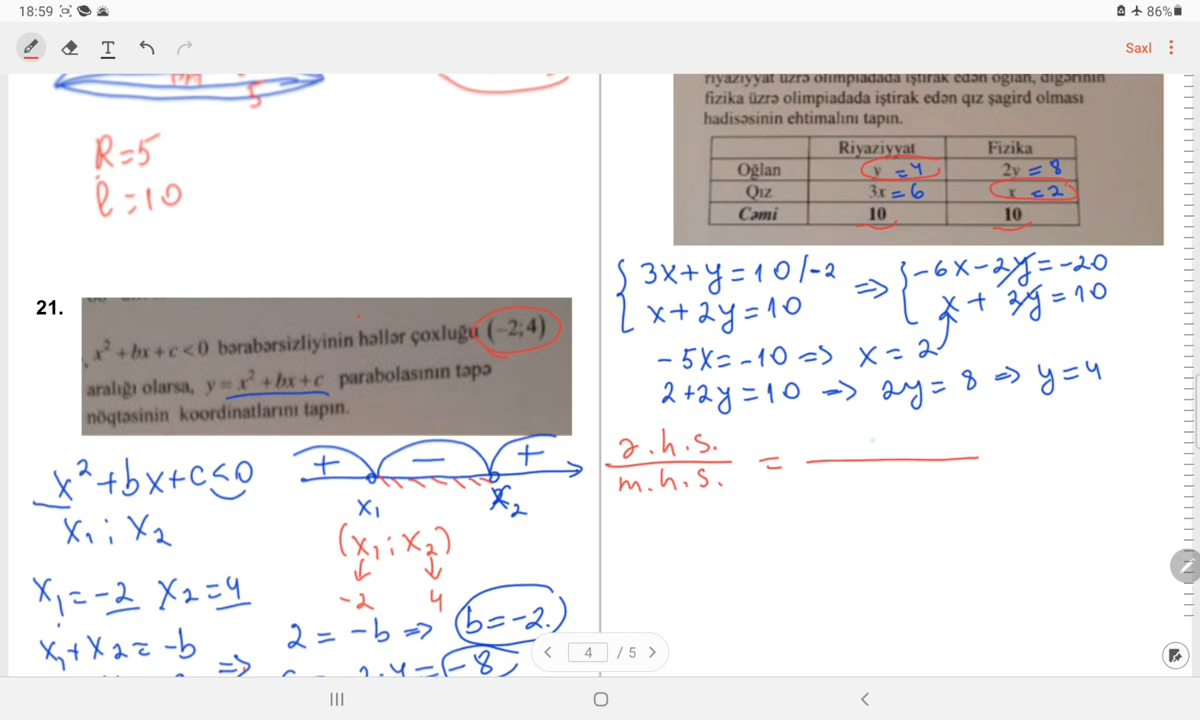 18:59
86%
T
Saxl
5
R=5
ℓ=10
21.
x² + bx + c < 0 bərabərsizliyinin həllər çoxluğu (-2;4)
aralığı olarsa, y = x² + bx + c parabolasının təpə
nöqtəsinin koordinatlarını tapın.
x²+bx+c<0
x₁; x₂
x₁=-2 x₂=4
x₁+x₂=-b
=>
+ - +
x₁ x₂
(x₁; x₂)
-2 4
2=-b => b=-2.
-8
riyaziyyat üzrə olimpiadada iştirak edən oğlan, digərinin
fizika üzrə olimpiadada iştirak edən qız şagird olması
hadisəsinin ehtimalını tapın.
Riyaziyyat Fizika
Oğlan y =4 2y =8
Qız 3x =6 x =2
Cəmi 10 10
{3x+y=10/-2 => {-6x-2y=-20
x+2y=10 x+2y=10
-5x=-10 => x=2
2+2y=10 => 2y=8 => y=4
ə.h.s.
m.h.s. =
4 / 5